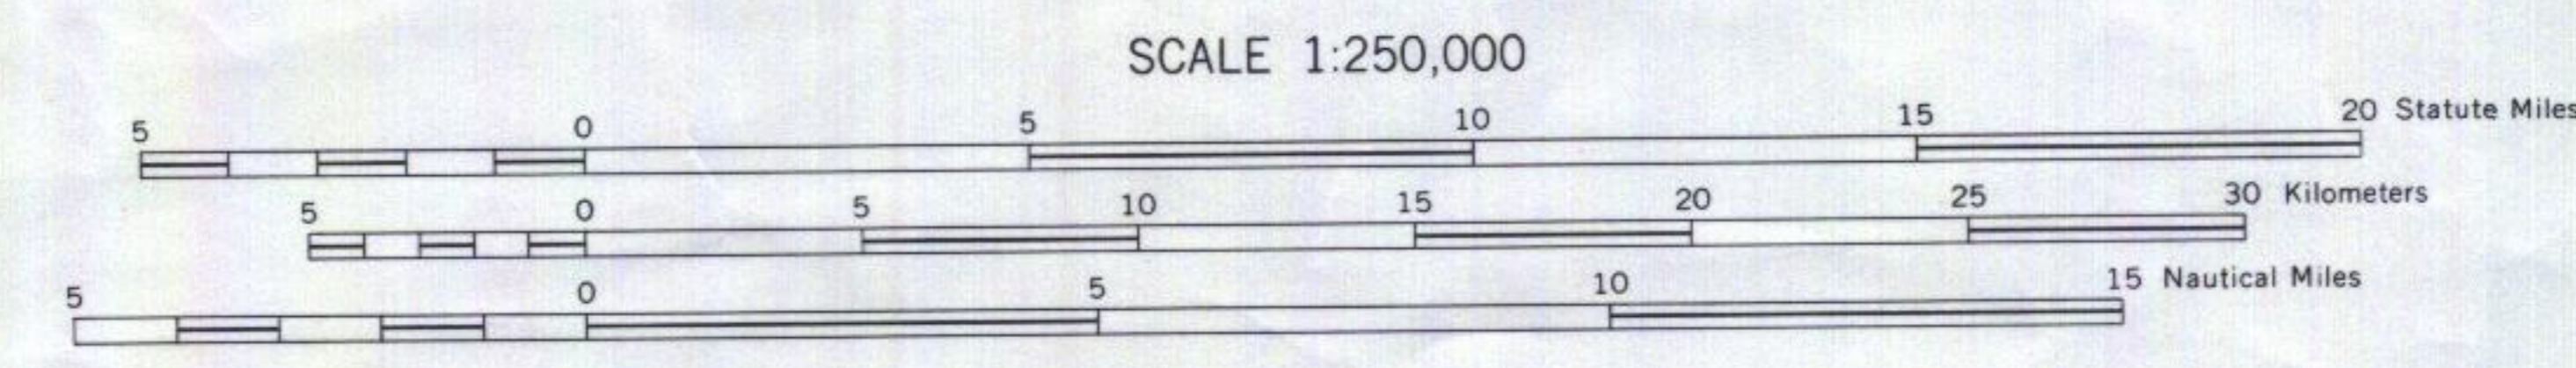 SCALE 1:250,000
5 0 5 10 15 20 Statute Miles
5 0 5 10 15 20 25 30 Kilometers
5 0 5 10 15 Nautical Miles